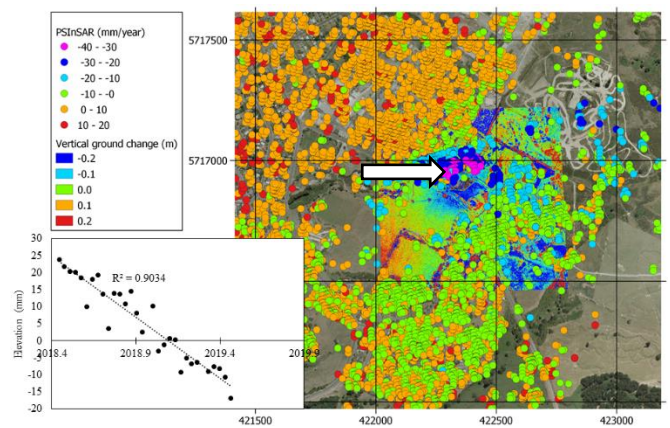 PSInSAR (mm/year)
-40 - -30
-30 - -20
-20 - -10
-10 - -0
0 - 10
10 - 20
Vertical ground change (m)
-0.2
-0.1
0.0
0.1
0.2
5717500
5717000
5716500
421500
422000
422500
423000
30
25
20
15
10
5
0
-5
-10
-15
-20
Elevation (mm)
R² = 0.9034
2018.4
2018.9
2019.4
2019.9